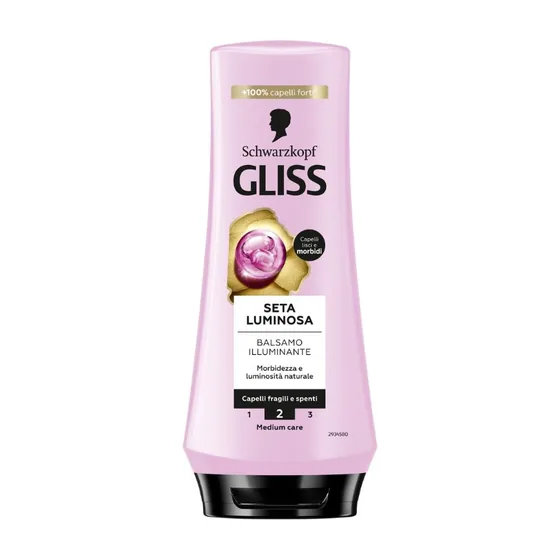 +100% capelli forti
Schwarzkopf
GLISS
Capelli
lisci e
morbidi
SETA
LUMINOSA
BALSAMO
ILLUMINANTE
Morbidezza e
luminosità naturale
Capelli fragili e spenti
1 2 3
Medium care
2934580